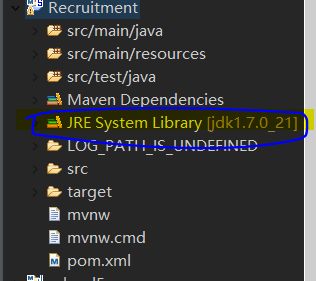 Recruitment
src/main/java
src/main/resources
src/test/java
Maven Dependencies
JRE System Library [jdk1.7.0_21]
LOG_PATH_IS_UNDEFINED
src
target
mvnw
mvnw.cmd
pom.xml